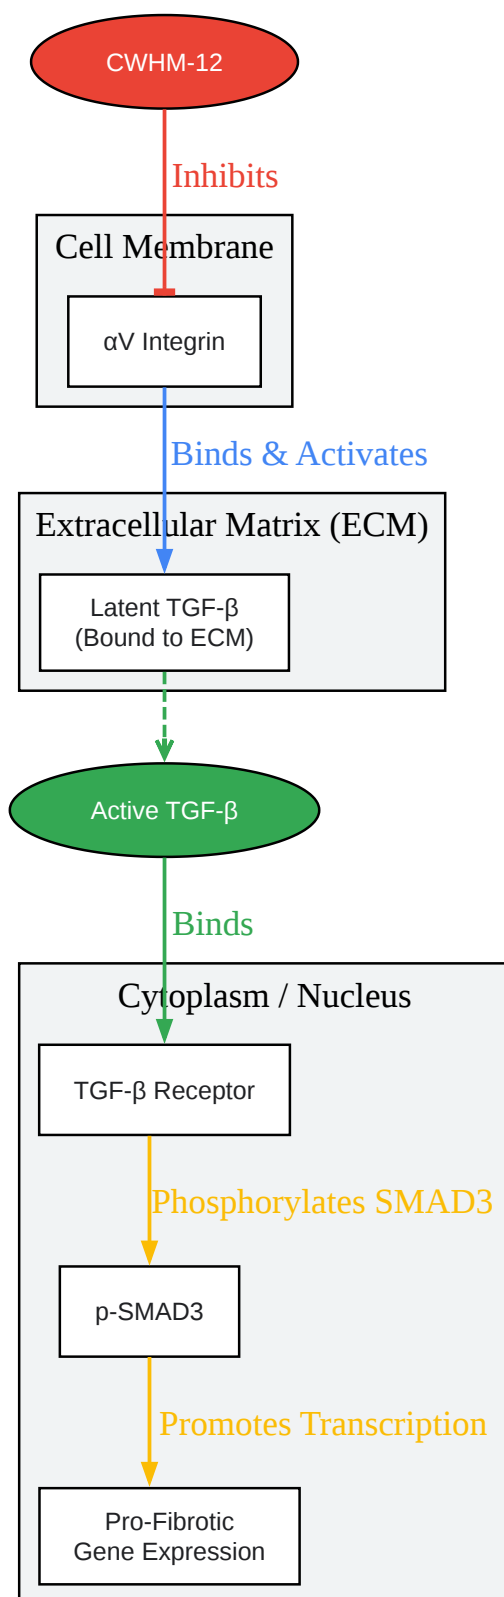 CWHM-12
Inhibits
Cell Membrane
αV Integrin
Binds & Activates
Extracellular Matrix (ECM)
Latent TGF-β
(Bound to ECM)
Active TGF-β
Binds
Cytoplasm / Nucleus
TGF-β Receptor
Phosphorylates SMAD3
p-SMAD3
Promotes Transcription
Pro-Fibrotic
Gene Expression